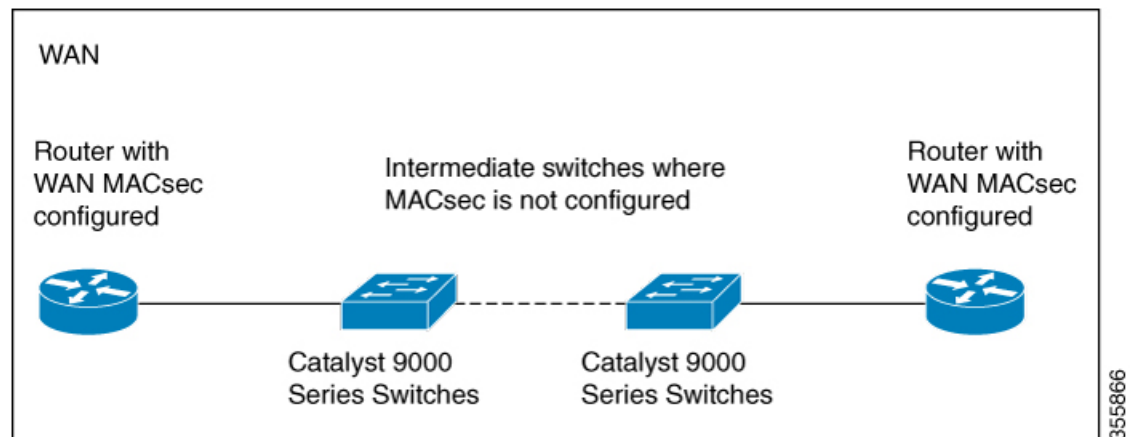 WAN
Router with
WAN MACsec
configured
Intermediate switches where
MACsec is not configured
Router with
WAN MACsec
configured
Catalyst 9000
Series Switches
Catalyst 9000
Series Switches
355866